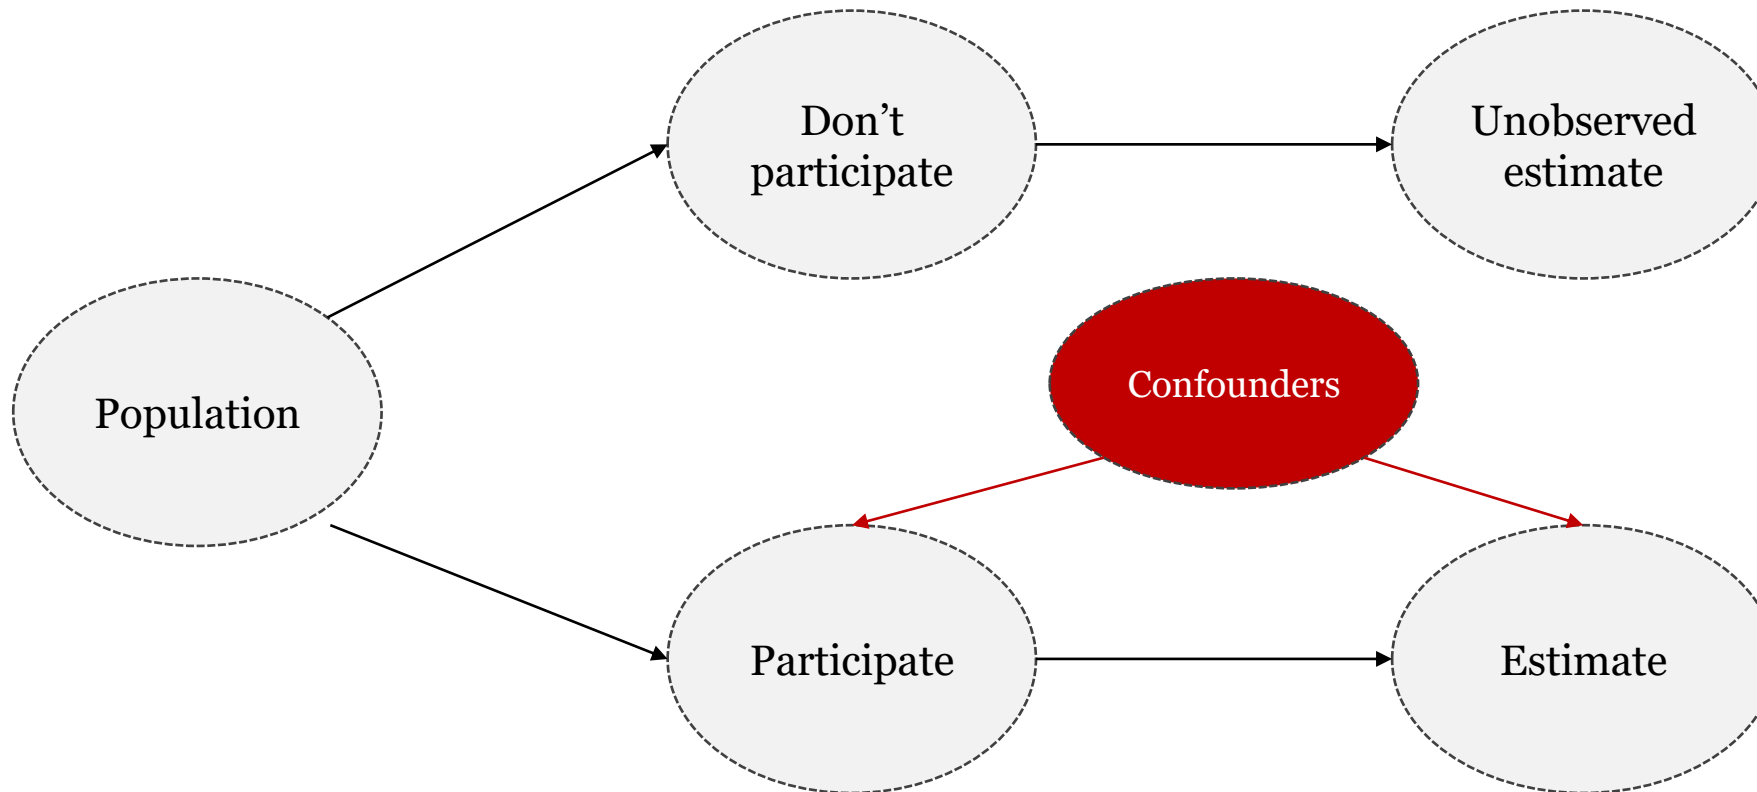 Don’t
participate
Unobserved
estimate
Confounders
Population
Participate
Estimate